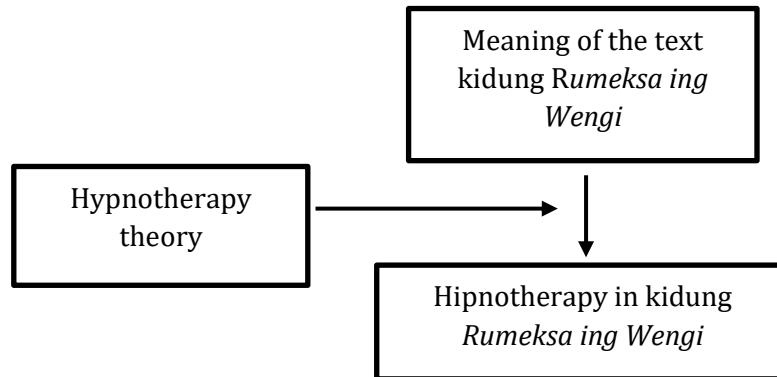 Meaning of the text
kidung Rumeksa ing
Wengi
Hypnotherapy
theory
Hipnotherapy in kidung
Rumeksa ing Wengi